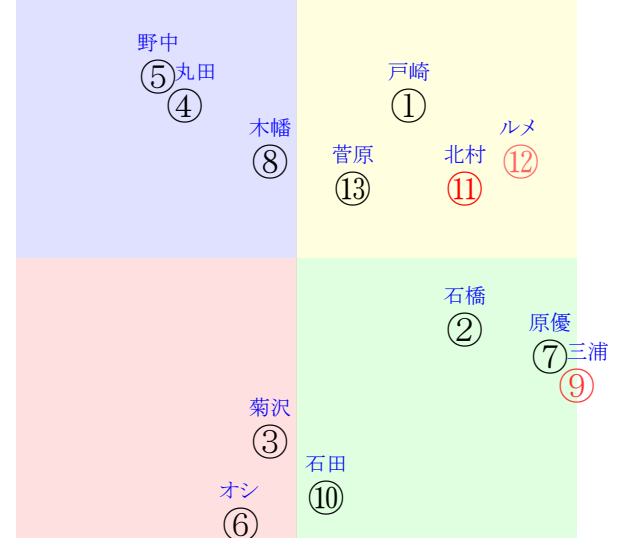 野中
⑤
丸田
④
木幡
⑧
戸崎
①
ルメ
⑫
菅原
⑬
北村
⑪
石橋
②
原優
⑦
三浦
⑨
菊沢
③
石田
⑩
オシ
⑥